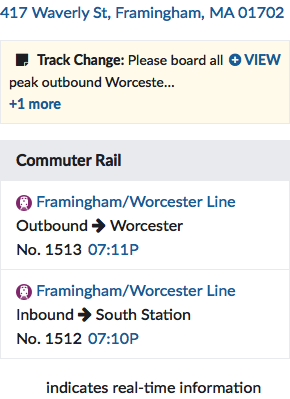 417 Waverly St, Framingham, MA 01702
Track Change: Please board all VIEW
peak outbound Worceste...
+1 more
Commuter Rail
Framingham/Worcester Line
Outbound → Worcester
No. 1513 07:11P
Framingham/Worcester Line
Inbound → South Station
No. 1512 07:10P
indicates real-time information